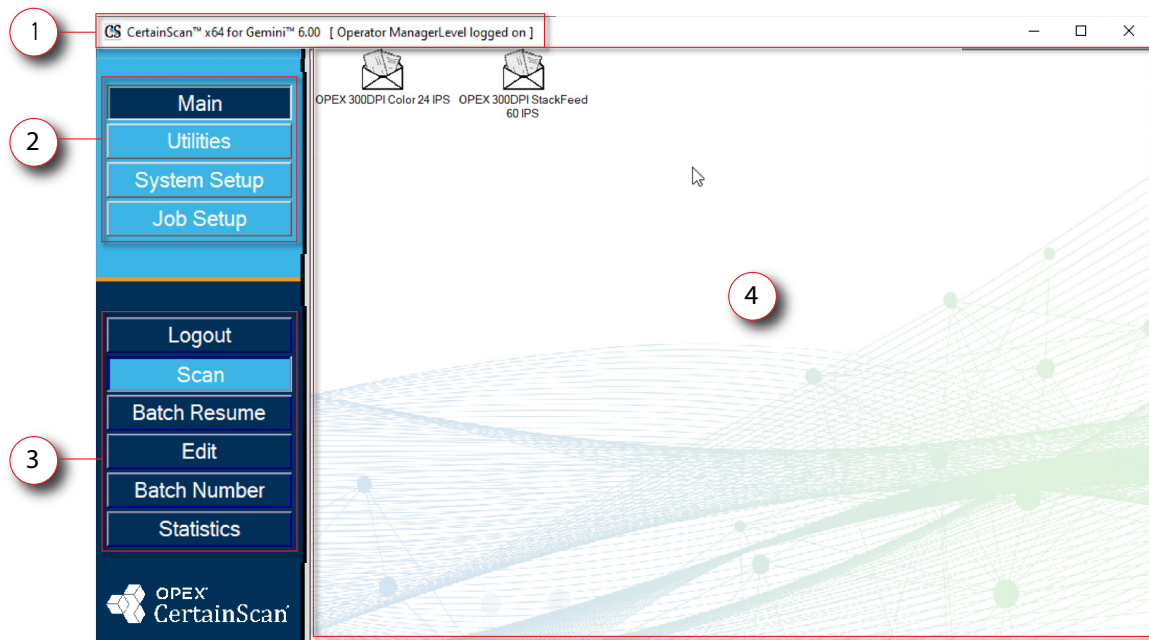 1
CS CertainScan™ x64 for Gemini™ 6.00 [ Operator ManagerLevel logged on ]
OPEX 300DPI Color 24 IPS
OPEX 300DPI StackFeed
60 IPS
2
Main
Utilities
System Setup
Job Setup
4
3
Logout
Scan
Batch Resume
Edit
Batch Number
Statistics
OPEX
CertainScan